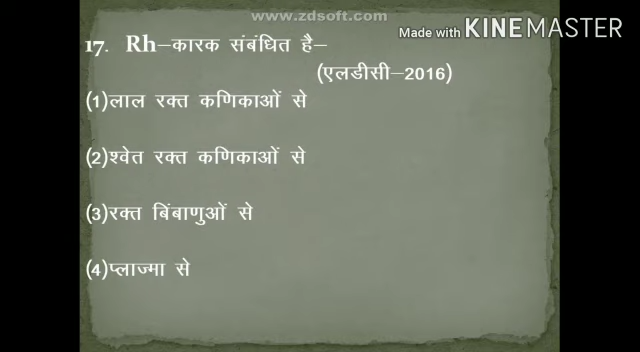 www.zdsoft.com
Made with KINEMASTER
17. Rh–कारक संबंधित है–
(एलडीसी–2016)
(1)लाल रक्त कणिकाओं से
(2)श्वेत रक्त कणिकाओं से
(3)रक्त बिंबाणुओं से
(4)प्लाज्मा से